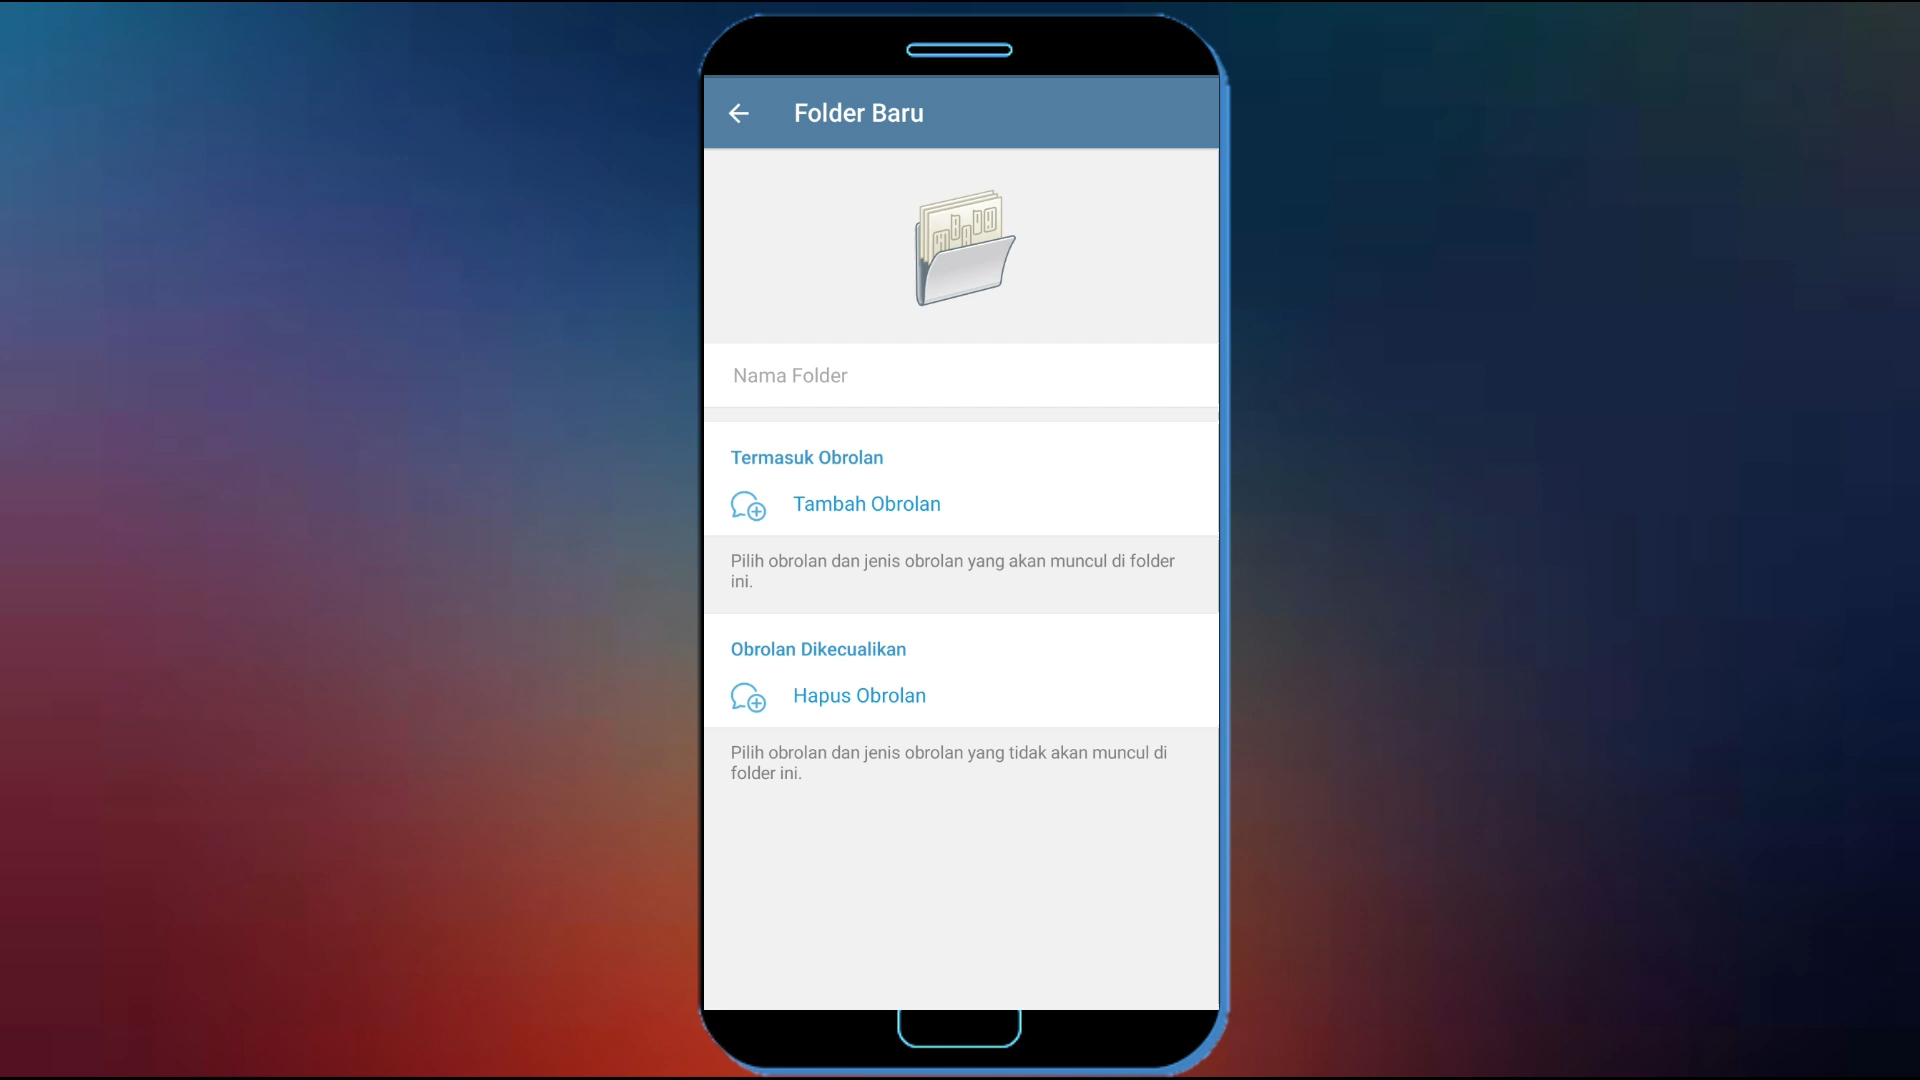 Folder Baru
Nama Folder
Termasuk Obrolan
Tambah Obrolan
Pilih obrolan dan jenis obrolan yang akan muncul di folder
ini.
Obrolan Dikecualikan
Hapus Obrolan
Pilih obrolan dan jenis obrolan yang tidak akan muncul di
folder ini.